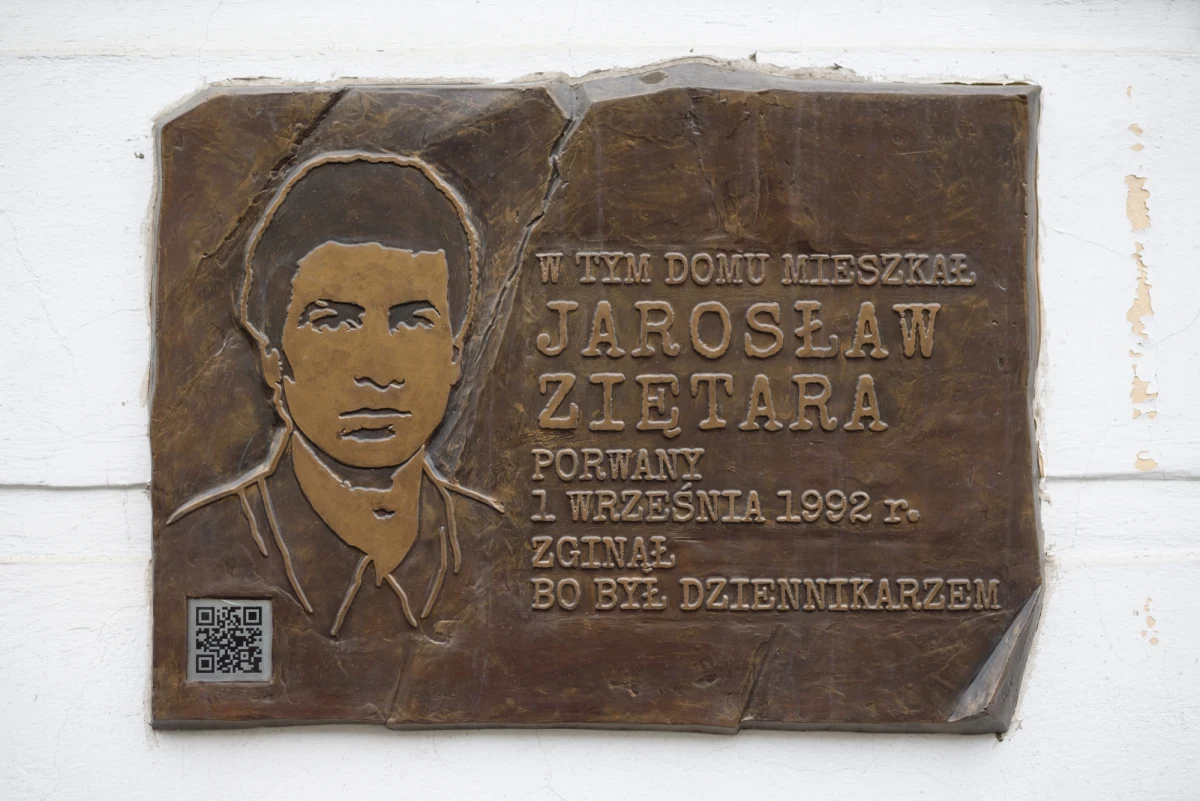 W TYM DOMU MIESZKAŁ
JAROSŁAW
ZIĘTARA
PORWANY
1 WRZEŚNIA 1992 r.
ZGINĄŁ
BO BYŁ DZIENNIKARZEM